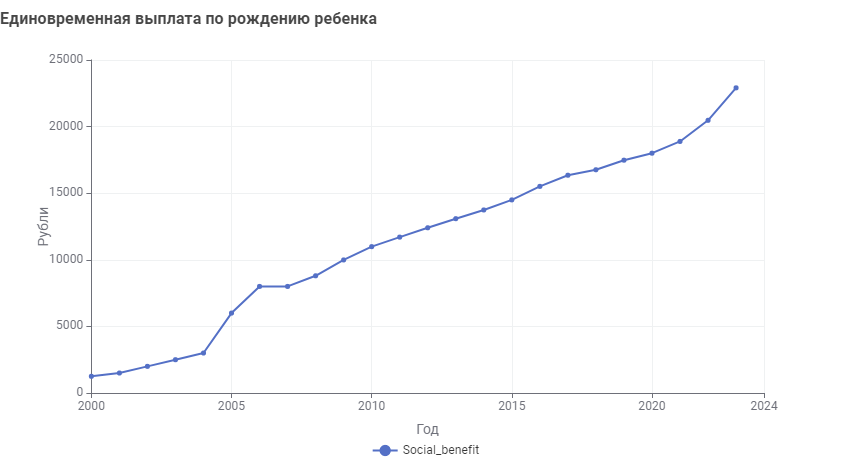 Единовременная выплата по рождению ребенка
25000
20000
15000
10000
5000
0
Рубли
2000 2005 2010 2015 2020 2024
Год
Social_benefit